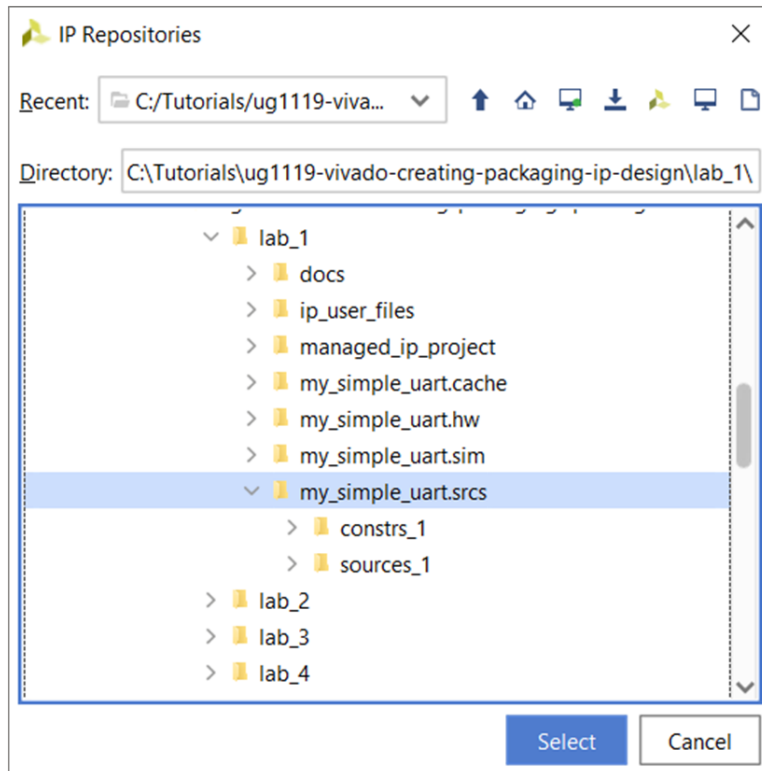 IP Repositories
Recent: C:/Tutorials/ug1119-viva...
Directory: C:\Tutorials\ug1119-vivado-creating-packaging-ip-design\lab_1\
lab_1
docs
ip_user_files
managed_ip_project
my_simple_uart.cache
my_simple_uart.hw
my_simple_uart.sim
my_simple_uart.srcs
constrs_1
sources_1
lab_2
lab_3
lab_4
Select Cancel